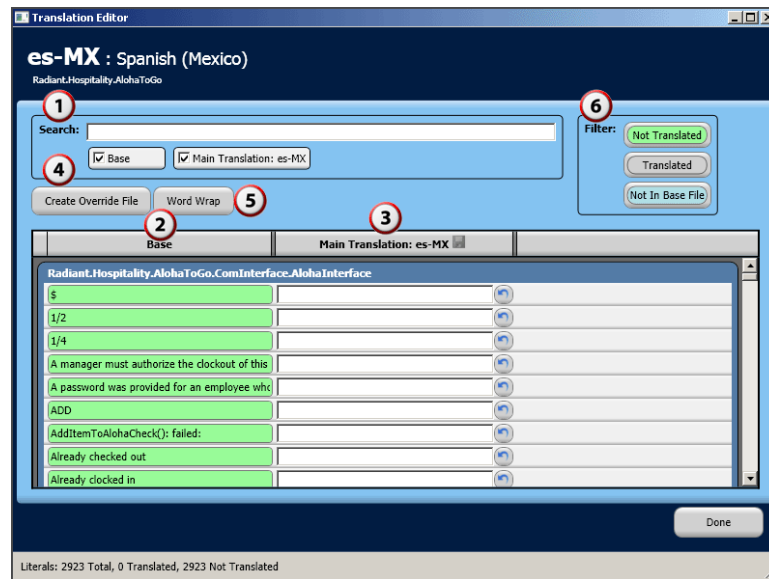 Translation Editor
es-MX : Spanish (Mexico)
Radiant.Hospitality.AlohaToGo
1
6
Search:
Filter:
Not Translated
Base
Main Translation: es-MX
Translated
4
Create Override File
Word Wrap
5
Not In Base File
2
3
Base
Main Translation: es-MX
Radiant.Hospitality.AlohaToGo.ComInterface.AlohaInterface
$
1/2
1/4
A manager must authorize the clockout of this
A password was provided for an employee who
ADD
AddItemToAlohaCheck(): failed:
Already checked out
Already clocked in
Done
Literals: 2923 Total, 0 Translated, 2923 Not Translated